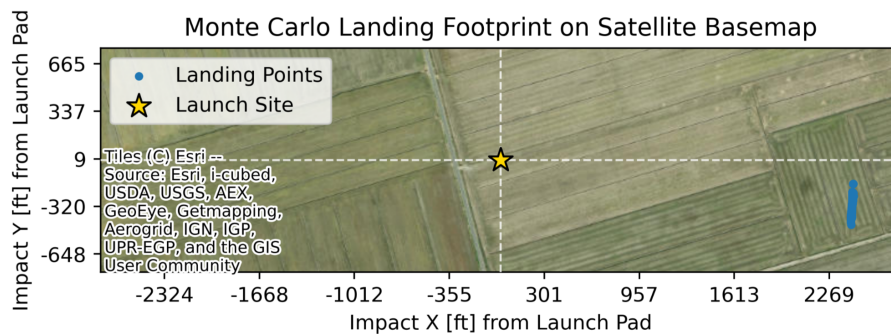 Monte Carlo Landing Footprint on Satellite Basemap
Impact Y [ft] from Launch Pad
665
337
9
-320
-648
Landing Points
Launch Site
Tiles (C) Esri --
Source: Esri, i-cubed,
USDA, USGS, AEX,
GeoEye, Getmapping,
Aerogrid, IGN, IGP,
UPR-EGP, and the GIS
User Community
-2324 -1668 -1012 -355 301 957 1613 2269
Impact X [ft] from Launch Pad